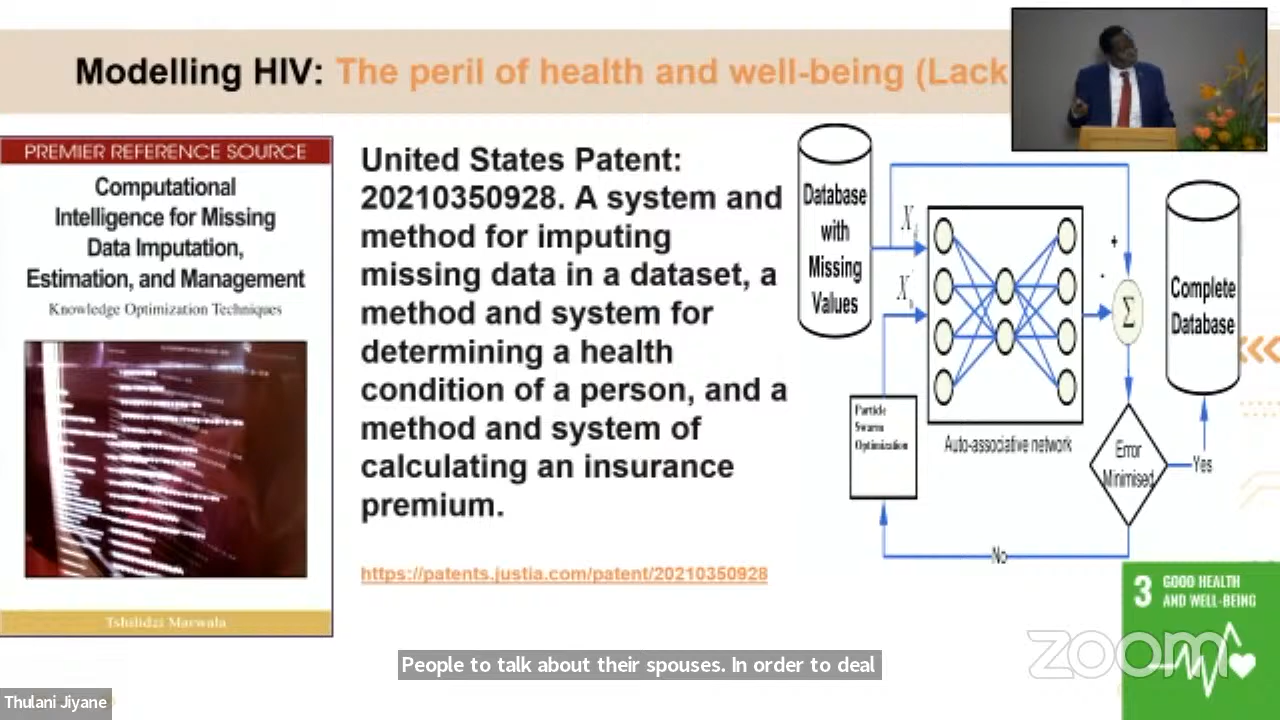 Modelling HIV: The peril of health and well-being (Lack
PREMIER REFERENCE SOURCE
Computational
Intelligence for Missing
Data Imputation,
Estimation, and Management
Knowledge Optimization Techniques
Tshilidzi Marwala
United States Patent:
20210350928. A system and
method for imputing
missing data in a dataset, a
method and system for
determining a health
condition of a person, and a
method and system of
calculating an insurance
premium.
https://patents.justia.com/patent/20210350928
Database
with
Missing
Values
X
X
+
-
Σ
Complete
Database
Particle
Swarm
Optimization
Auto-associative network
Error
Minimised
Yes
No
3 GOOD HEALTH
AND WELL-BEING
zoom
People to talk about their spouses. In order to deal
Thulani Jiyane